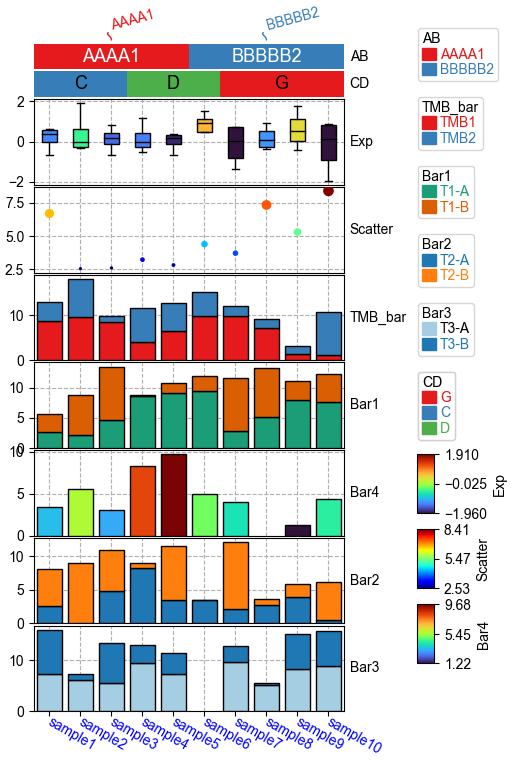 AAAA1
BBBBB2
AAAA1 BBBBB2 AB
C D G CD
2
0
−2
Exp
7.5
5.0
2.5
Scatter
10
0
TMB_bar
10
5
0
Bar1
10
5
0
Bar4
10
5
0
Bar2
10
0
Bar3
sample1 sample2 sample3 sample4 sample5 sample6 sample7 sample8 sample9 sample10
AB
AAAA1
BBBBB2
TMB_bar
TMB1
TMB2
Bar1
T1-A
T1-B
Bar2
T2-A
T2-B
Bar3
T3-A
T3-B
CD
G
C
D
1.910
−0.025
−1.960
Exp
8.41
5.47
2.53
Scatter
9.68
5.45
1.22
Bar4